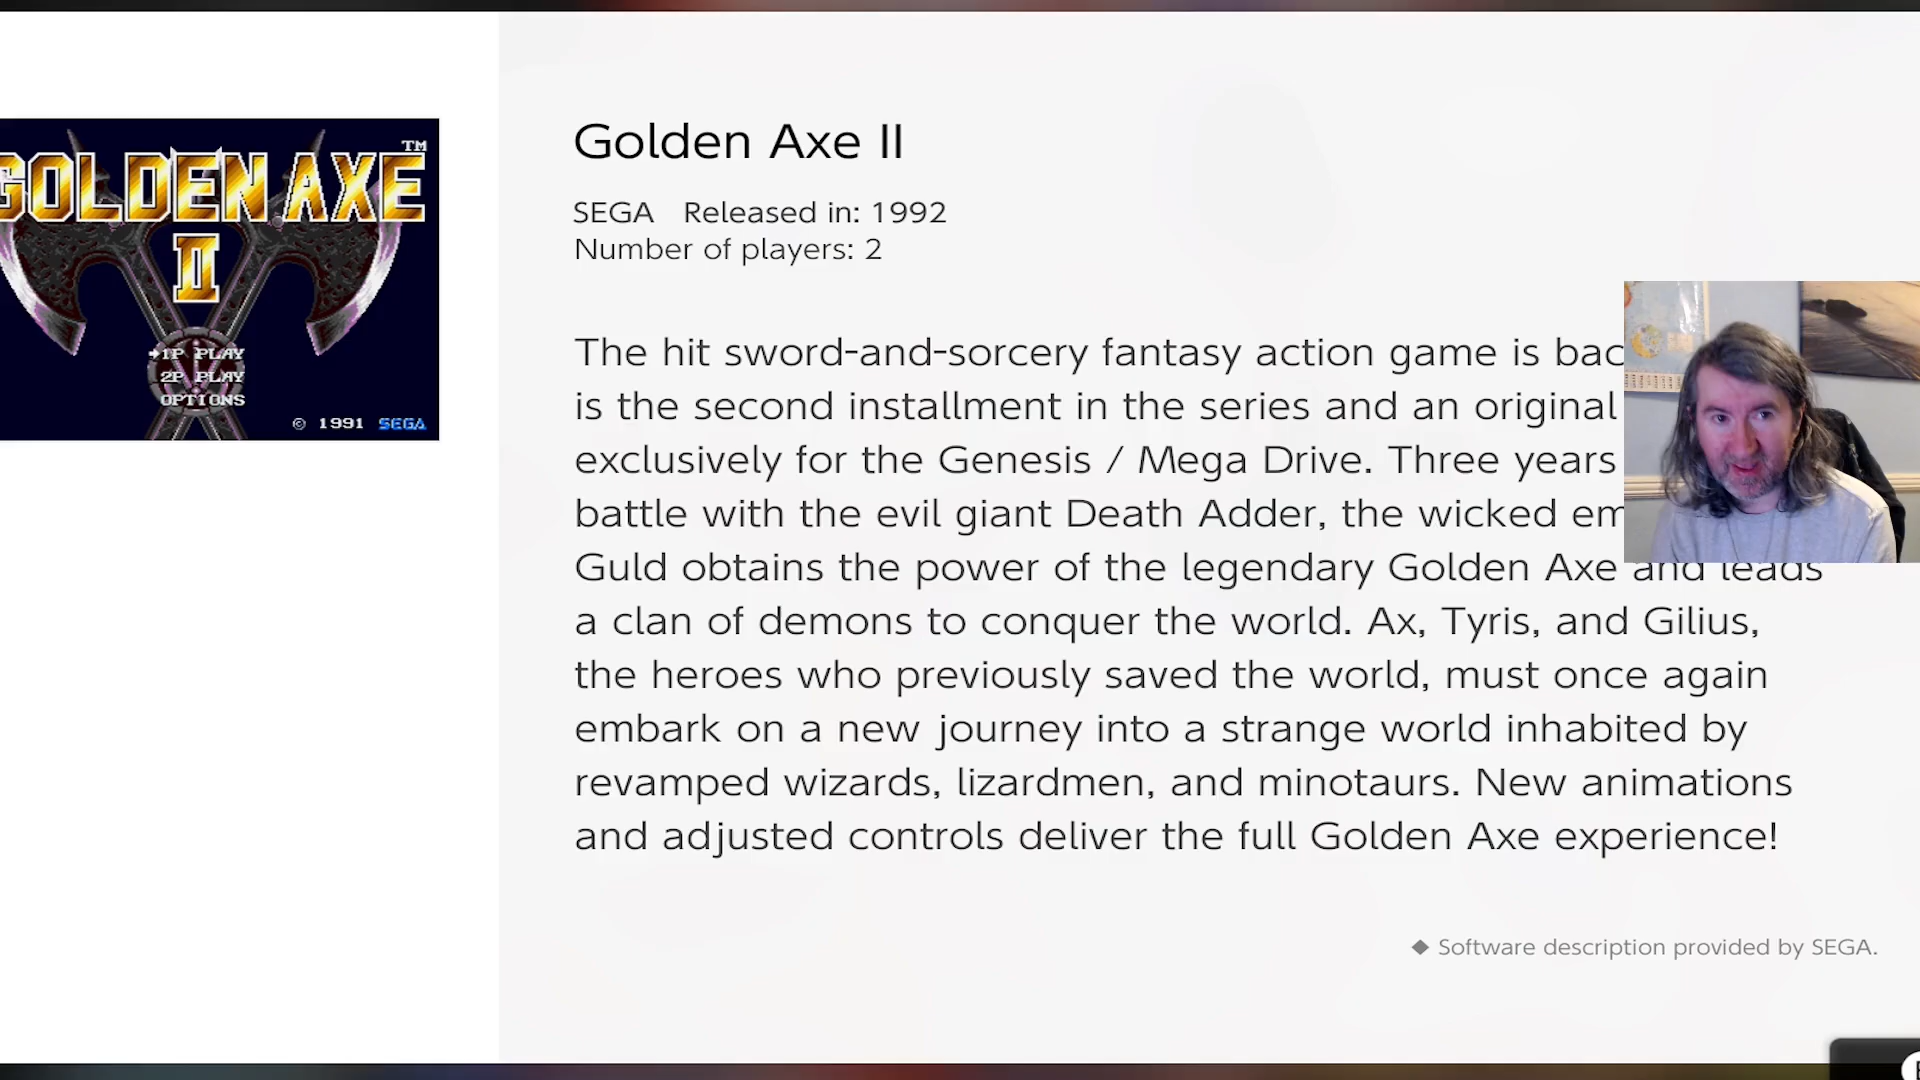 GOLDEN AXE
TM
II
1P PLAY
2P PLAY
OPTIONS
© 1991 SEGA
Golden Axe II
SEGA Released in: 1992
Number of players: 2
The hit sword-and-sorcery fantasy action game is bac
is the second installment in the series and an original
exclusively for the Genesis / Mega Drive. Three years
battle with the evil giant Death Adder, the wicked em
Guld obtains the power of the legendary Golden Axe and leads
a clan of demons to conquer the world. Ax, Tyris, and Gilius,
the heroes who previously saved the world, must once again
embark on a new journey into a strange world inhabited by
revamped wizards, lizardmen, and minotaurs. New animations
and adjusted controls deliver the full Golden Axe experience!
◆ Software description provided by SEGA.